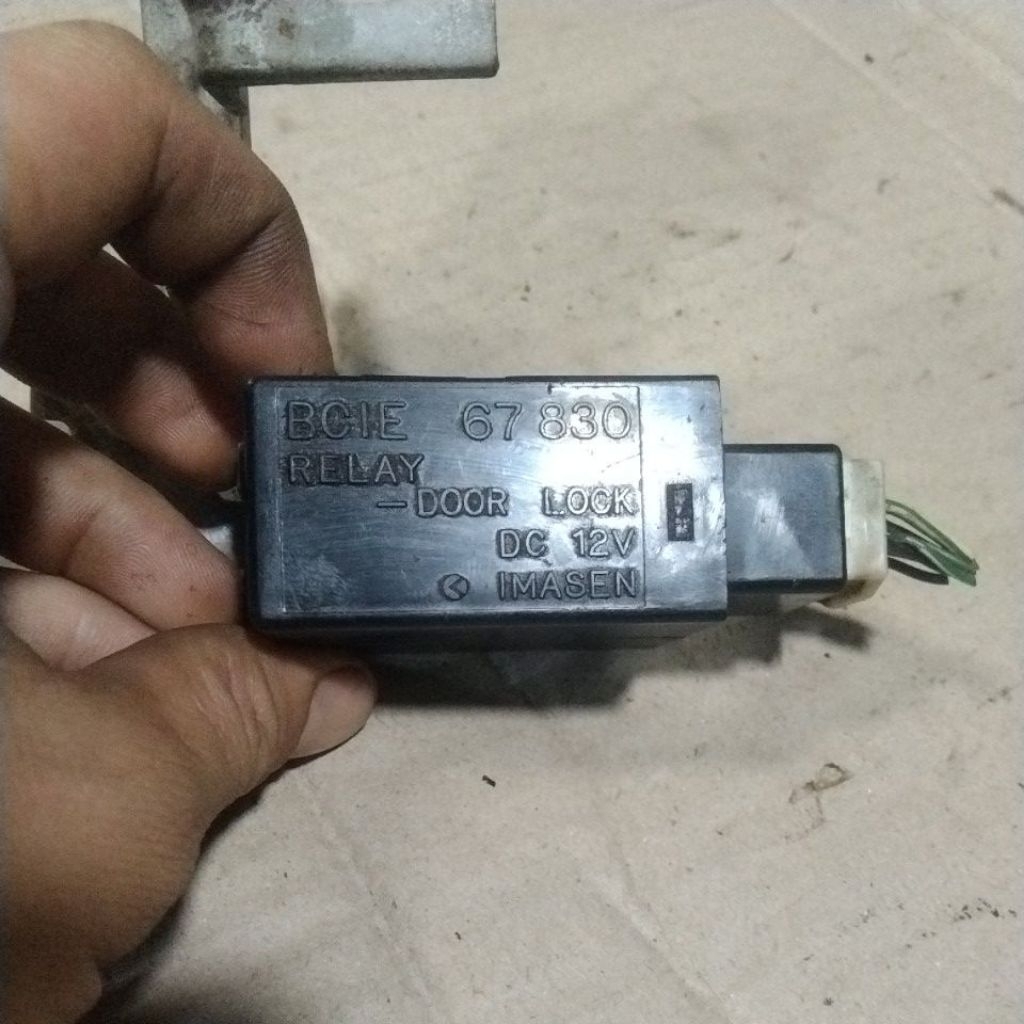 BC1E 67 830
RELAY
—DOOR LOCK
DC 12V
IMASEN